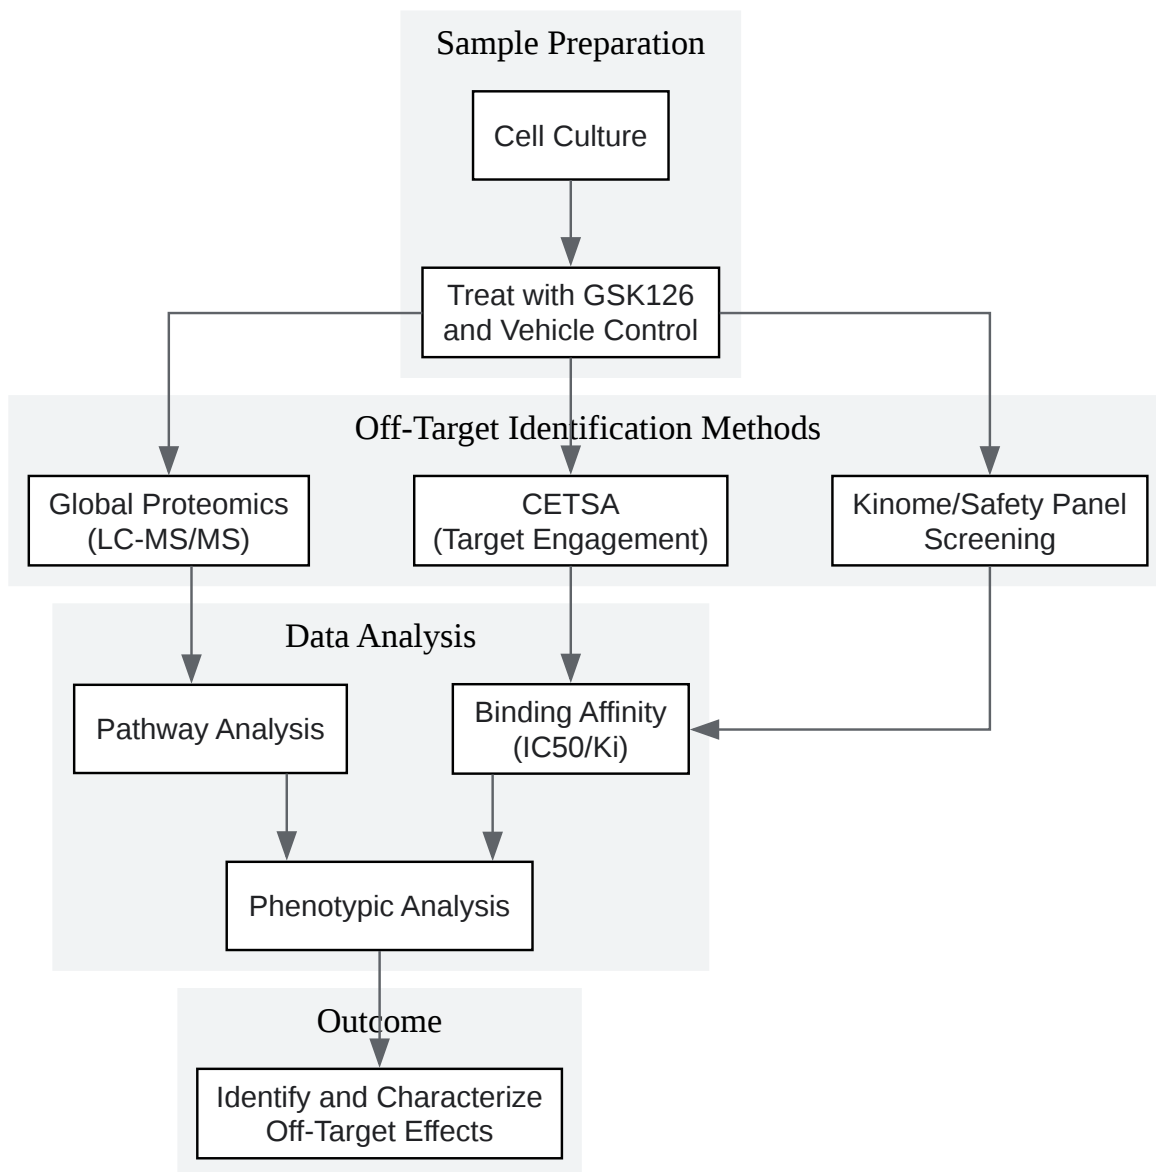 Sample Preparation
Cell Culture
Treat with GSK126
and Vehicle Control
Off-Target Identification Methods
Global Proteomics
(LC-MS/MS)
CETSA
(Target Engagement)
Kinome/Safety Panel
Screening
Data Analysis
Pathway Analysis
Binding Affinity
(IC50/Ki)
Phenotypic Analysis
Outcome
Identify and Characterize
Off-Target Effects